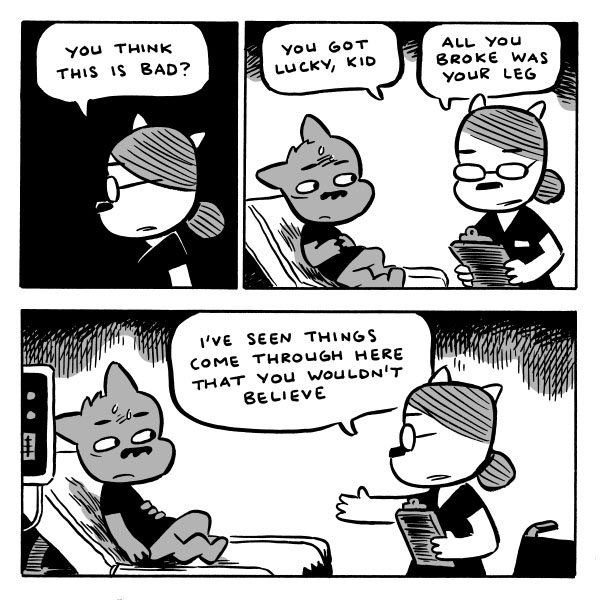 YOU THINK
THIS IS BAD?
YOU GOT
LUCKY, KID
ALL YOU
BROKE WAS
YOUR LEG
I'VE SEEN THINGS
COME THROUGH HERE
THAT YOU WOULDN'T
BELIEVE